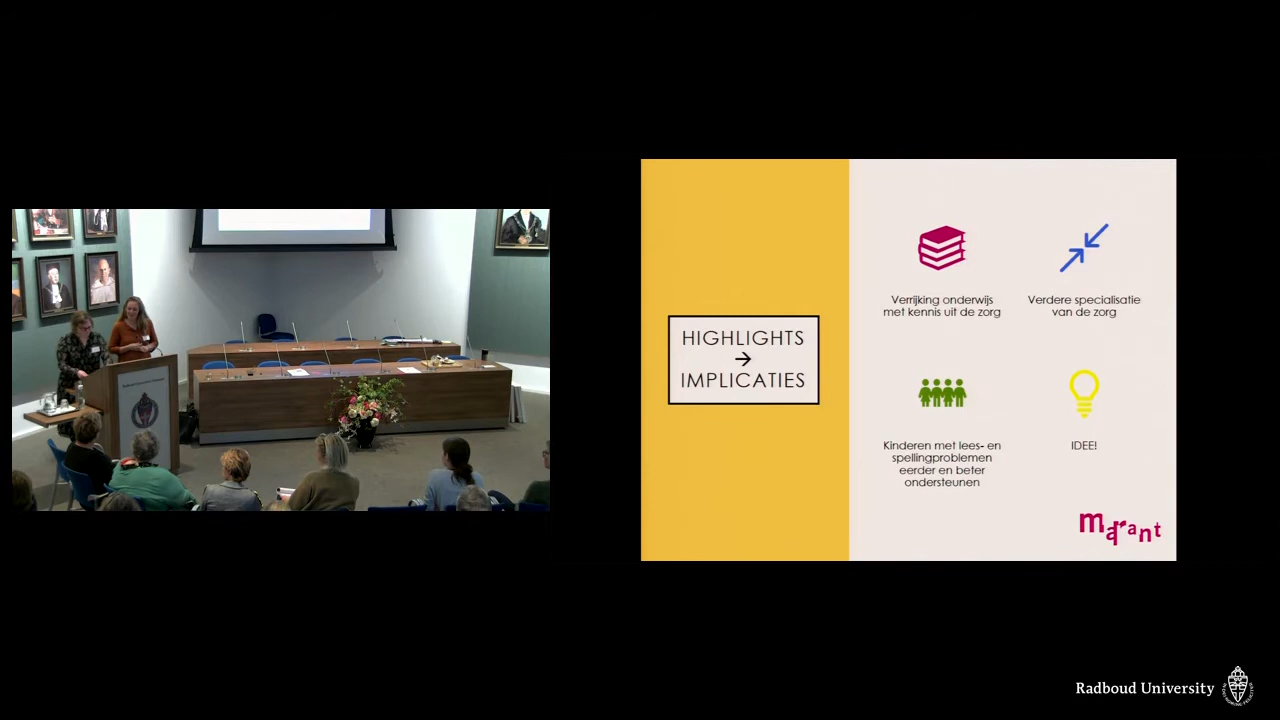 HIGHLIGHTS
→
IMPLICATIES
Verrijking onderwijs
met kennis uit de zorg
Verdere specialisatie
van de zorg
Kinderen met lees- en
spellingproblemen
eerder en beter
ondersteunen
IDEE!
marant
Radboud University